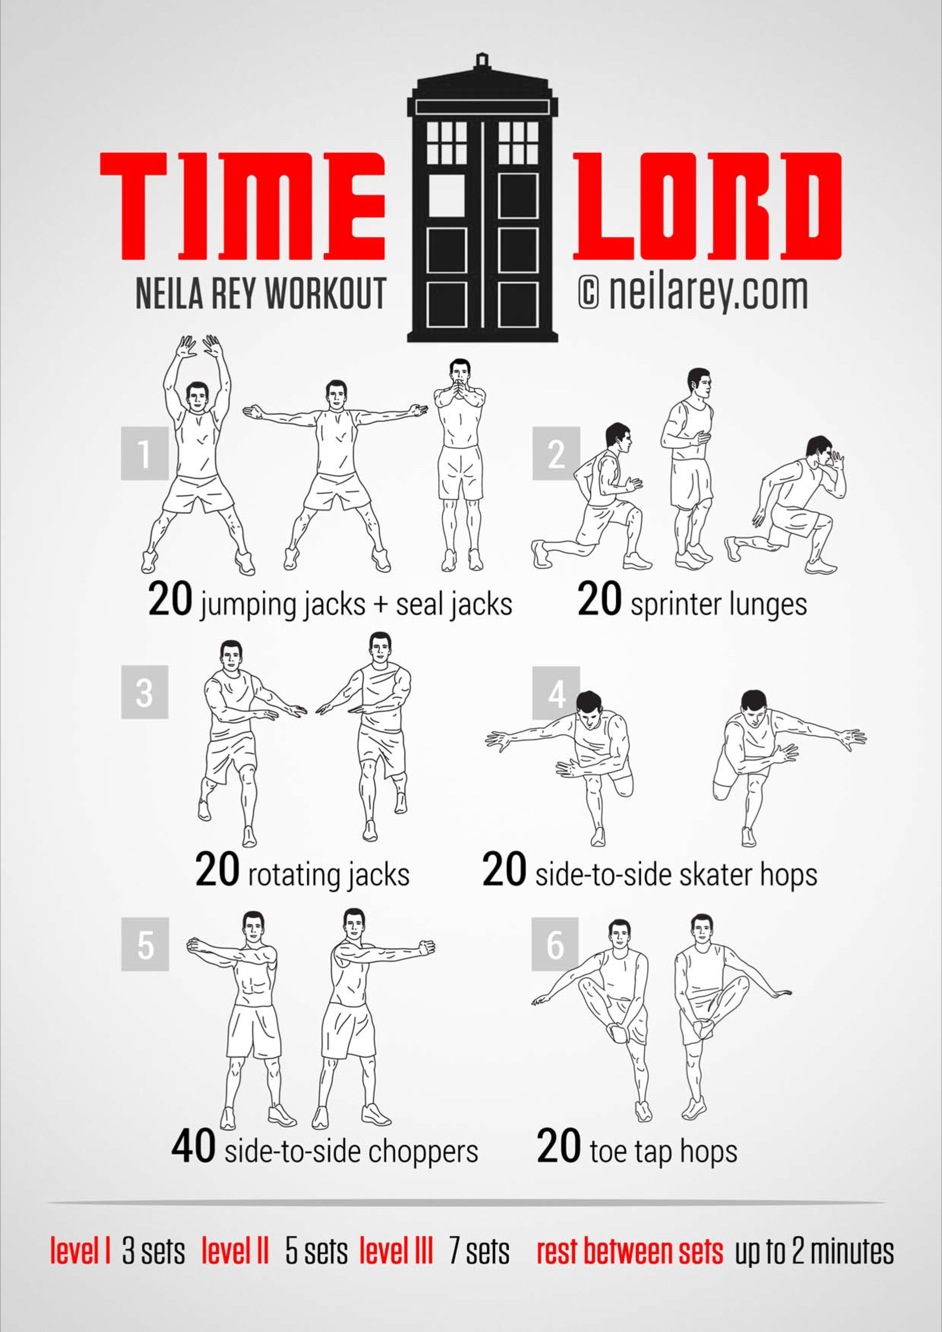 TIME LORD
NEILA REY WORKOUT © neilarey.com
1
20 jumping jacks + seal jacks
2
20 sprinter lunges
3
20 rotating jacks
4
20 side-to-side skater hops
5
40 side-to-side choppers
6
20 toe tap hops
level I 3 sets level II 5 sets level III 7 sets rest between sets up to 2 minutes